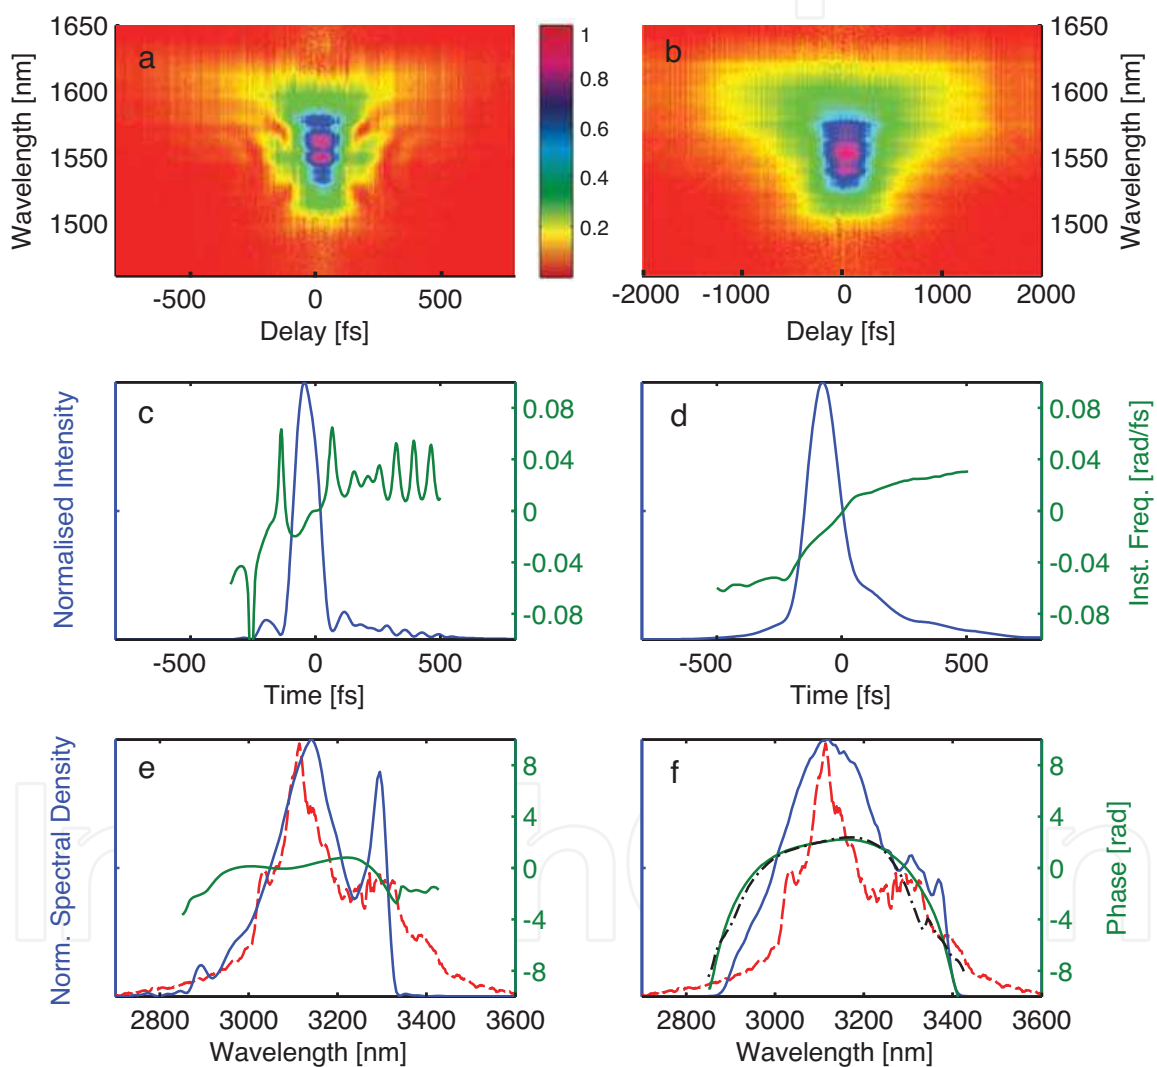 a
1650
1600
1550
1500
Wavelength [nm]
-500 0 500
Delay [fs]
1
0.8
0.6
0.4
0.2
b
1650
1600
1550
1500
Wavelength [nm]
-2000 -1000 0 1000 2000
Delay [fs]
c
Normalised Intensity
0.08
0.04
0
-0.04
-0.08
-500 0 500
Time [fs]
d
0.08
0.04
0
-0.04
-0.08
Inst. Freq. [rad/fs]
-500 0 500
Time [fs]
e
Norm. Spectral Density
8
4
0
-4
-8
2800 3000 3200 3400 3600
Wavelength [nm]
f
8
4
0
-4
-8
Phase [rad]
2800 3000 3200 3400 3600
Wavelength [nm]